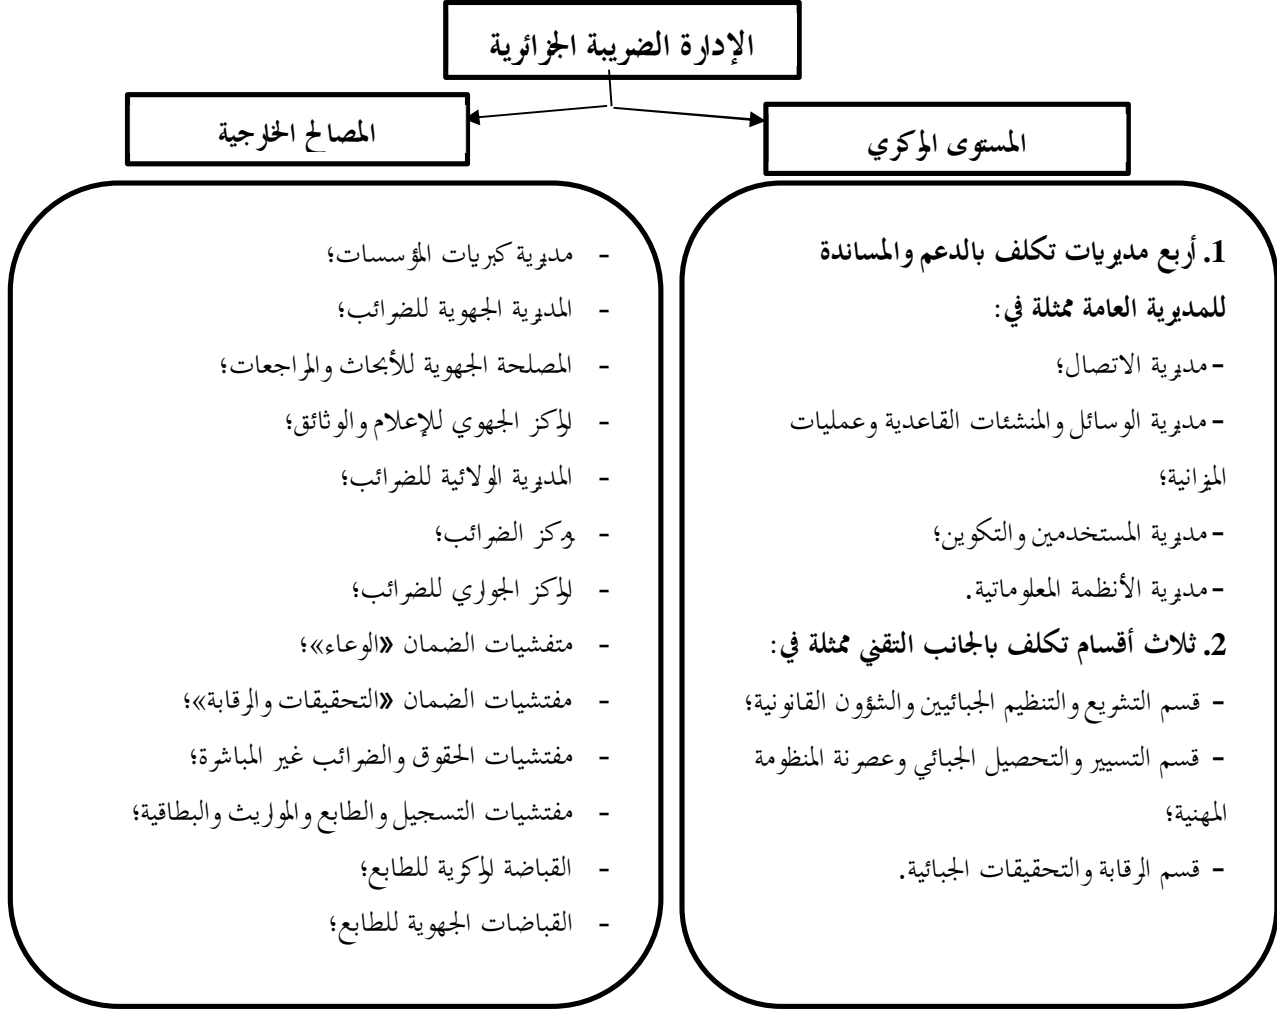 الإدارة الضريبة الجزائرية
المستوى المركزي
المصالح الخارجية
1. أربع مديريات تكلف بالدعم والمساندة
للمديرية العامة ممثلة في:
-مديرية الاتصال؛
-مديرية الوسائل والمنشئات القاعدية وعمليات
الميزانية؛
-مديرية المستخدمين والتكوين؛
-مديرية الأنظمة المعلوماتية.
2. ثلاث أقسام تكلف بالجانب التقني ممثلة في:
- قسم التشريع والتنظيم الجبائيين والشؤون القانونية؛
- قسم التسيير والتحصيل الجبائي وعصرنة المنظومة
المهنية؛
- قسم الرقابة والتحقيقات الجبائية.
- مديرية كبريات المؤسسات؛
- المديرية الجهوية للضرائب؛
- المصلحة الجهوية للأبحاث والمراجعات؛
- المركز الجهوي للإعلام والوثائق؛
- المديرية الولائية للضرائب؛
- مركز الضرائب؛
- المركز الجواري للضرائب؛
- متفشيات الضمان «الوعاء»؛
- مفتشيات الضمان «التحقيقات والرقابة»؛
- مفتشيات الحقوق والضرائب غير المباشرة؛
- مفتشيات التسجيل والطابع والمواريث والبطاقية؛
- القباضة المركزية للطابع؛
- القباضات الجهوية للطابع؛